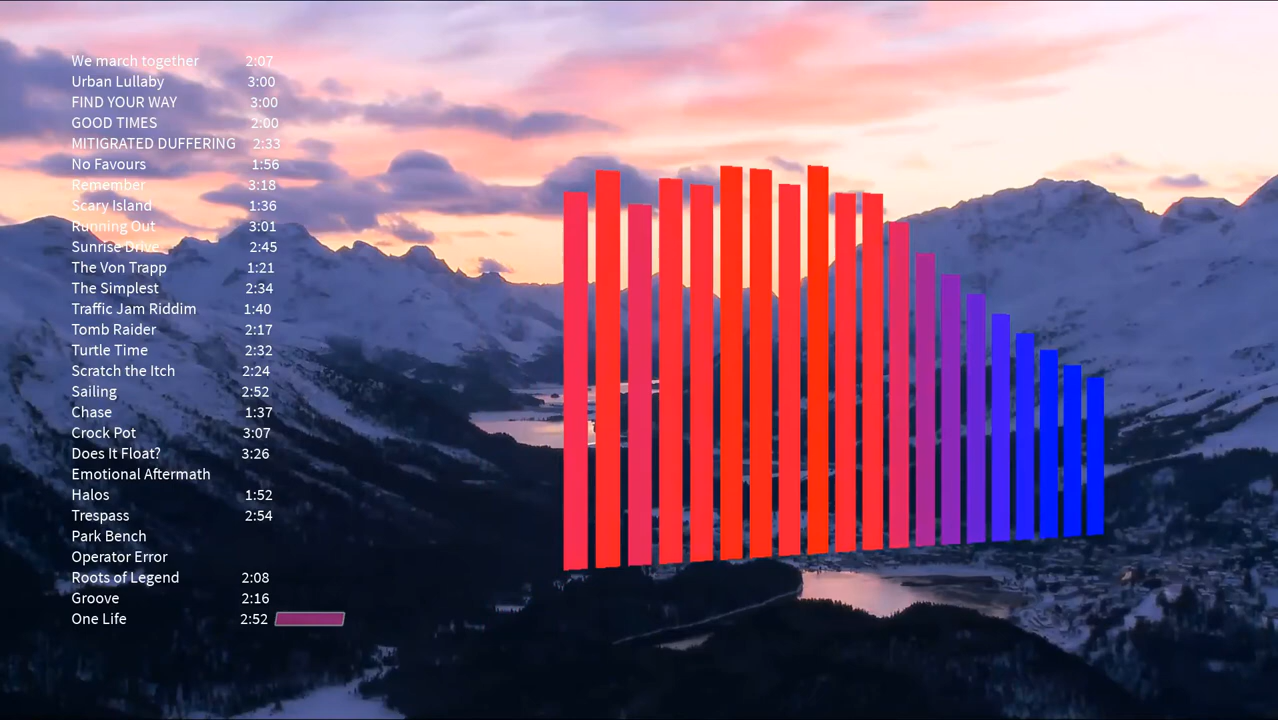 We march together 2:07
Urban Lullaby 3:00
FIND YOUR WAY 3:00
GOOD TIMES 2:00
MITIGRATED DUFFERING 2:33
No Favours 1:56
Remember 3:18
Scary Island 1:36
Running Out 3:01
Sunrise Drive 2:45
The Von Trapp 1:21
The Simplest 2:34
Traffic Jam Riddim 1:40
Tomb Raider 2:17
Turtle Time 2:32
Scratch the Itch 2:24
Sailing 2:52
Chase 1:37
Crock Pot 3:07
Does It Float? 3:26
Emotional Aftermath
Halos 1:52
Trespass 2:54
Park Bench
Operator Error
Roots of Legend 2:08
Groove 2:16
One Life 2:52